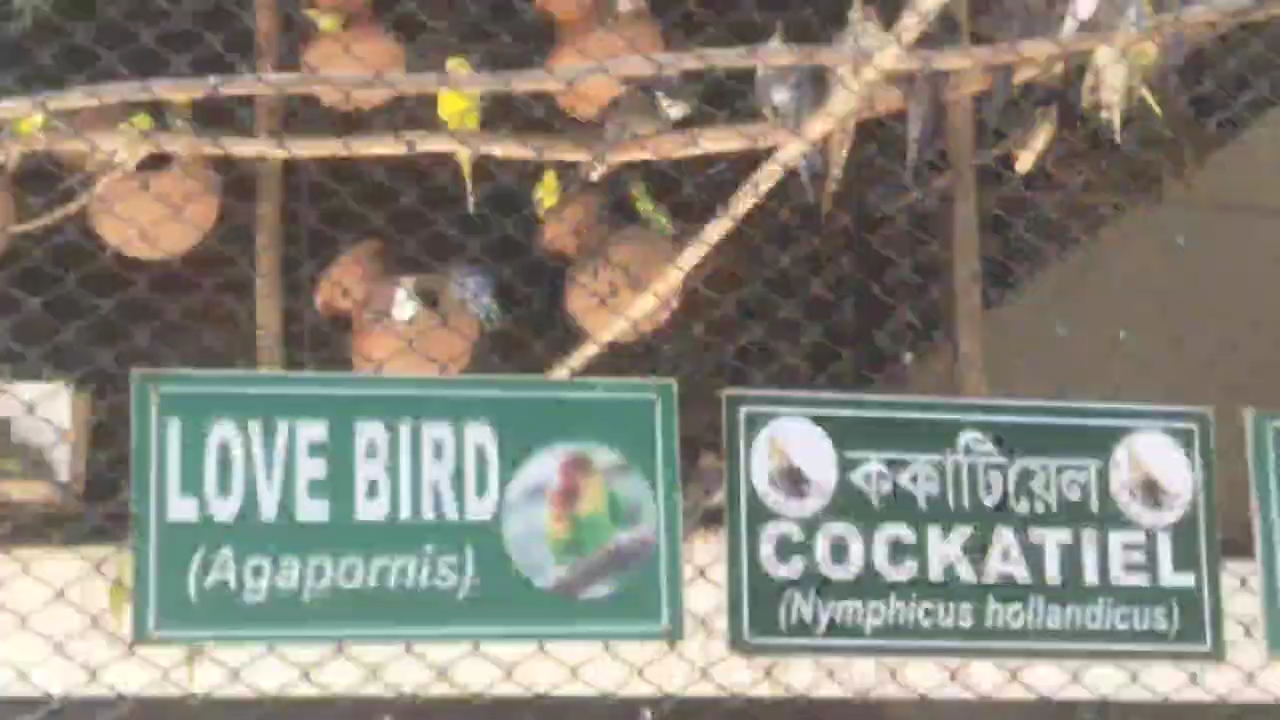 LOVE BIRD
(Agapornis)
ককাটিয়েল
COCKATIEL
(Nymphicus hollandicus)